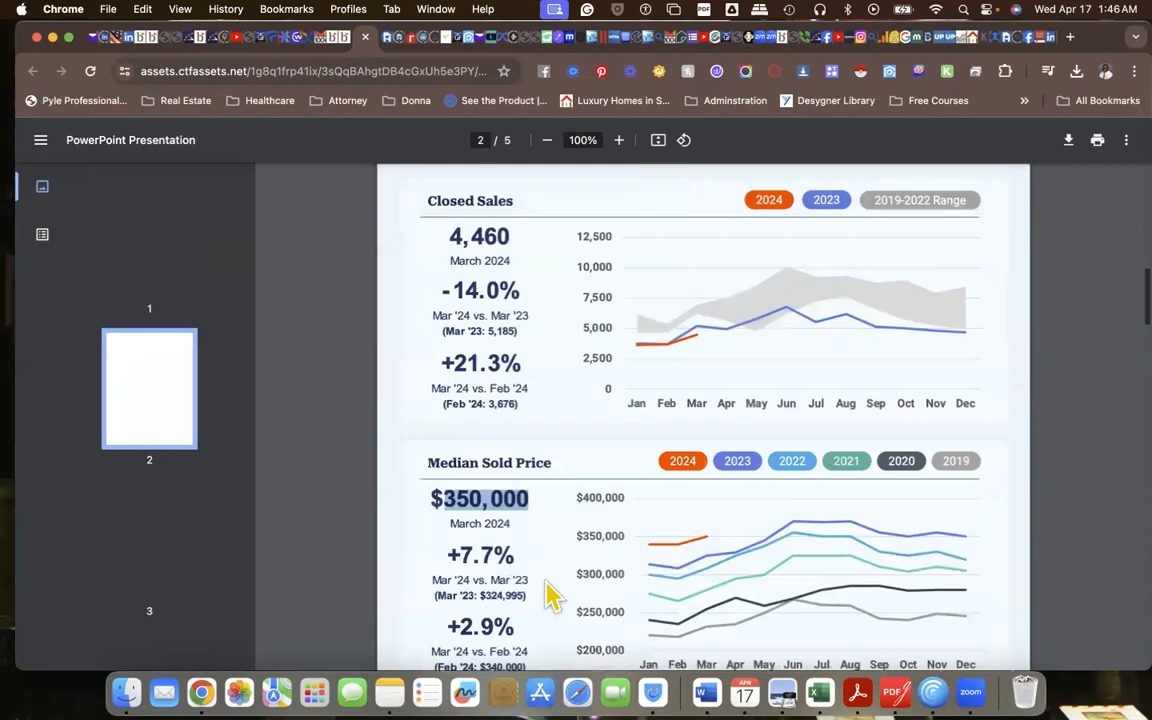 Chrome File Edit View History Bookmarks Profiles Tab Window Help Wed Apr 17 1:46 AM
assets.ctfassets.net/1g8q1frp41ix/3sQqBAhgtDB4cGxUh5e3PY/...
Pyle Professional... Real Estate Healthcare Attorney Donna See the Product |... Luxury Homes in S... Adminstration Desygner Library Free Courses » All Bookmarks
PowerPoint Presentation 2 / 5 − 100% +
1
2
3
Closed Sales 2024 2023 2019-2022 Range
4,460
March 2024
-14.0%
Mar '24 vs. Mar '23
(Mar '23: 5,185)
+21.3%
Mar '24 vs. Feb '24
(Feb '24: 3,676)
12,500
10,000
7,500
5,000
2,500
0
Jan Feb Mar Apr May Jun Jul Aug Sep Oct Nov Dec
Median Sold Price 2024 2023 2022 2021 2020 2019
$350,000
March 2024
+7.7%
Mar '24 vs. Mar '23
(Mar '23: $324,995)
+2.9%
Mar '24 vs. Feb '24
(Feb '24: $340,000)
$400,000
$350,000
$300,000
$250,000
$200,000
Jan Feb Mar Apr May Jun Jul Aug Sep Oct Nov Dec
APR
17
zoom